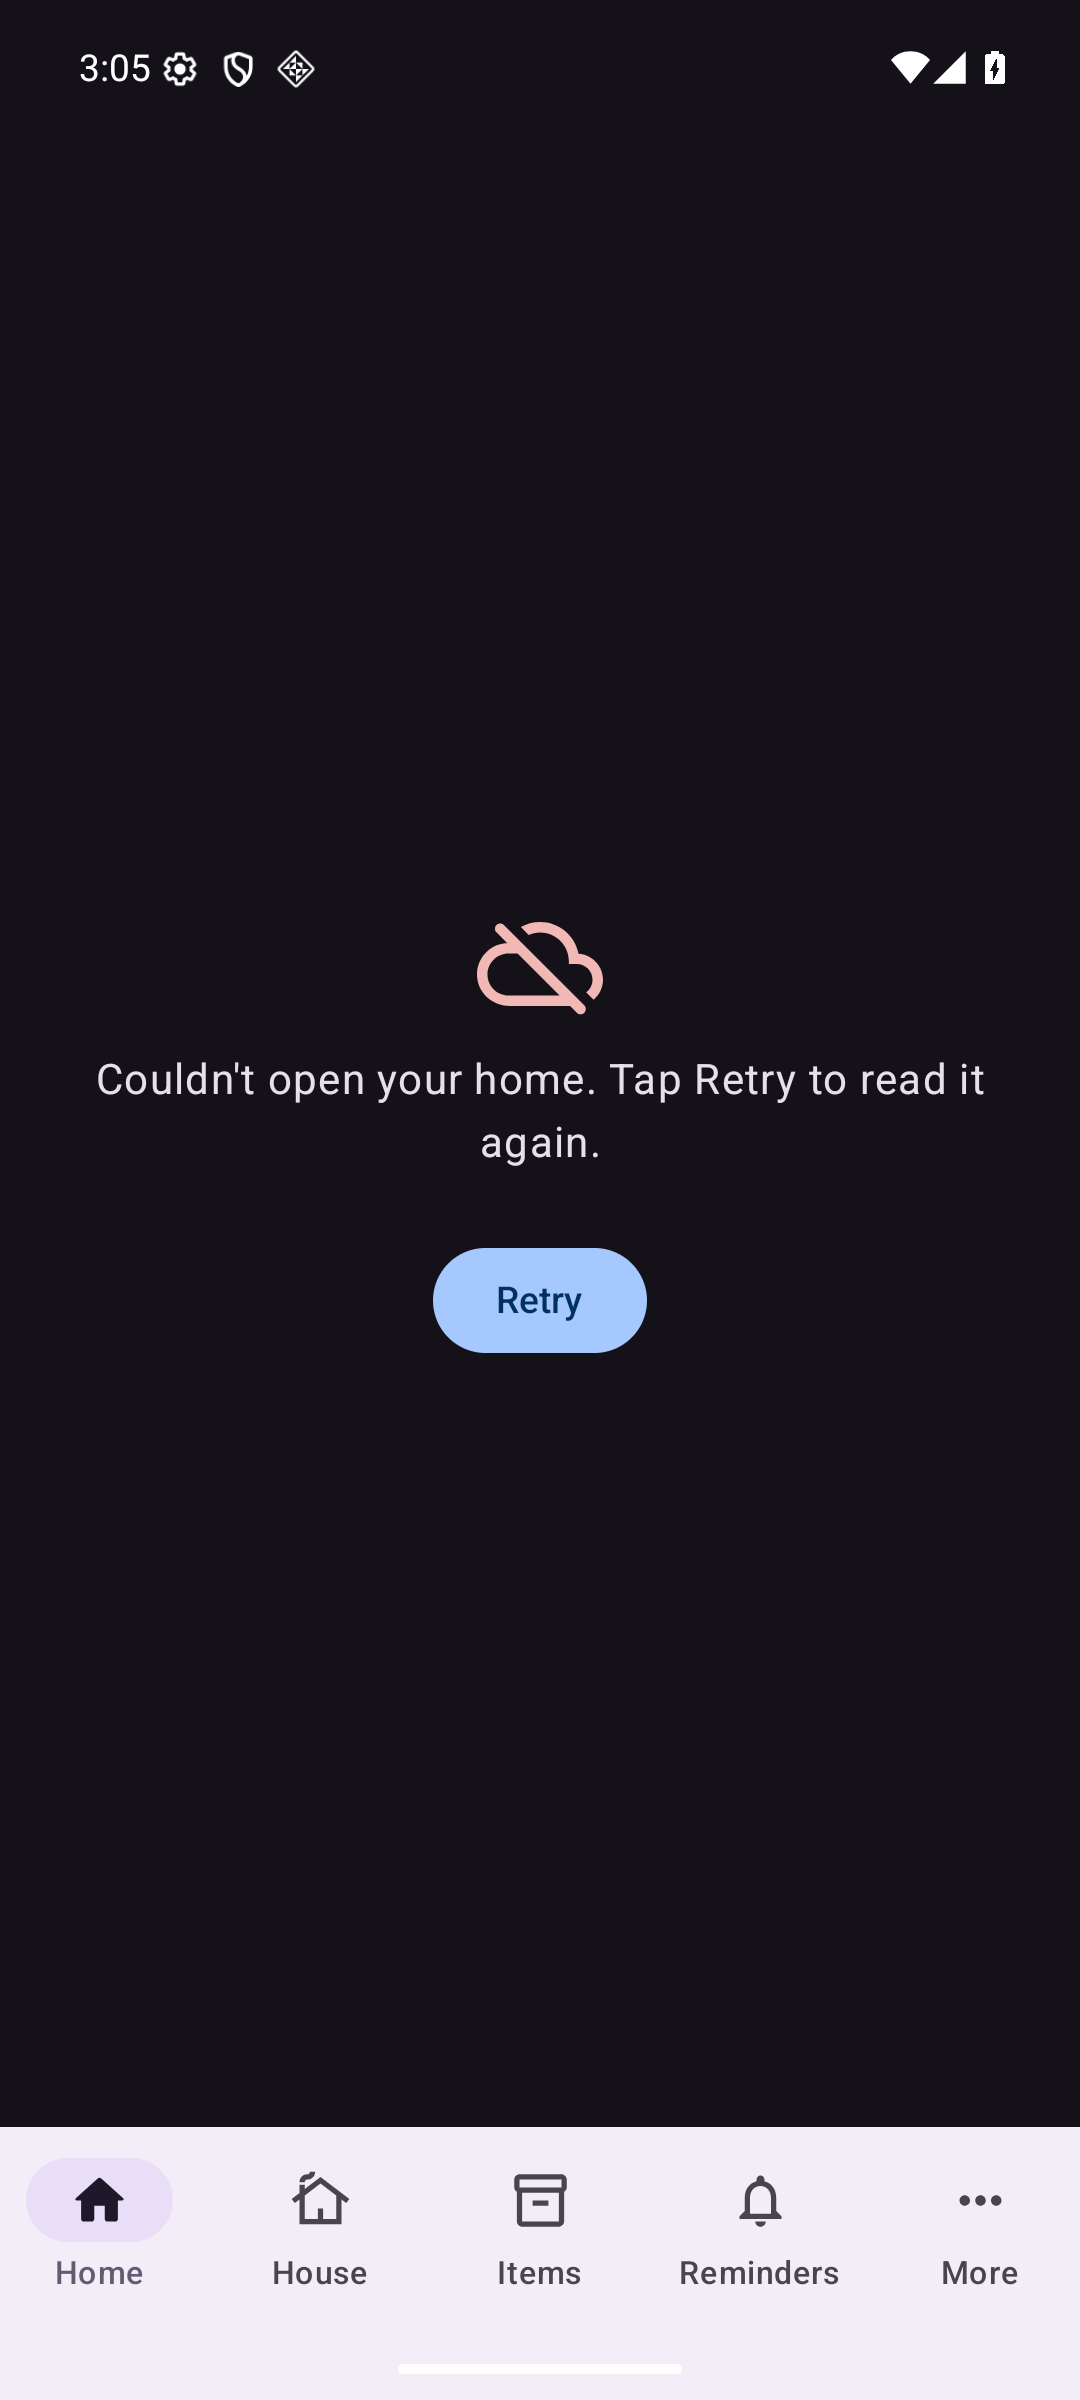 3:05
Couldn't open your home. Tap Retry to read it
again.
Retry
Home House Items Reminders More